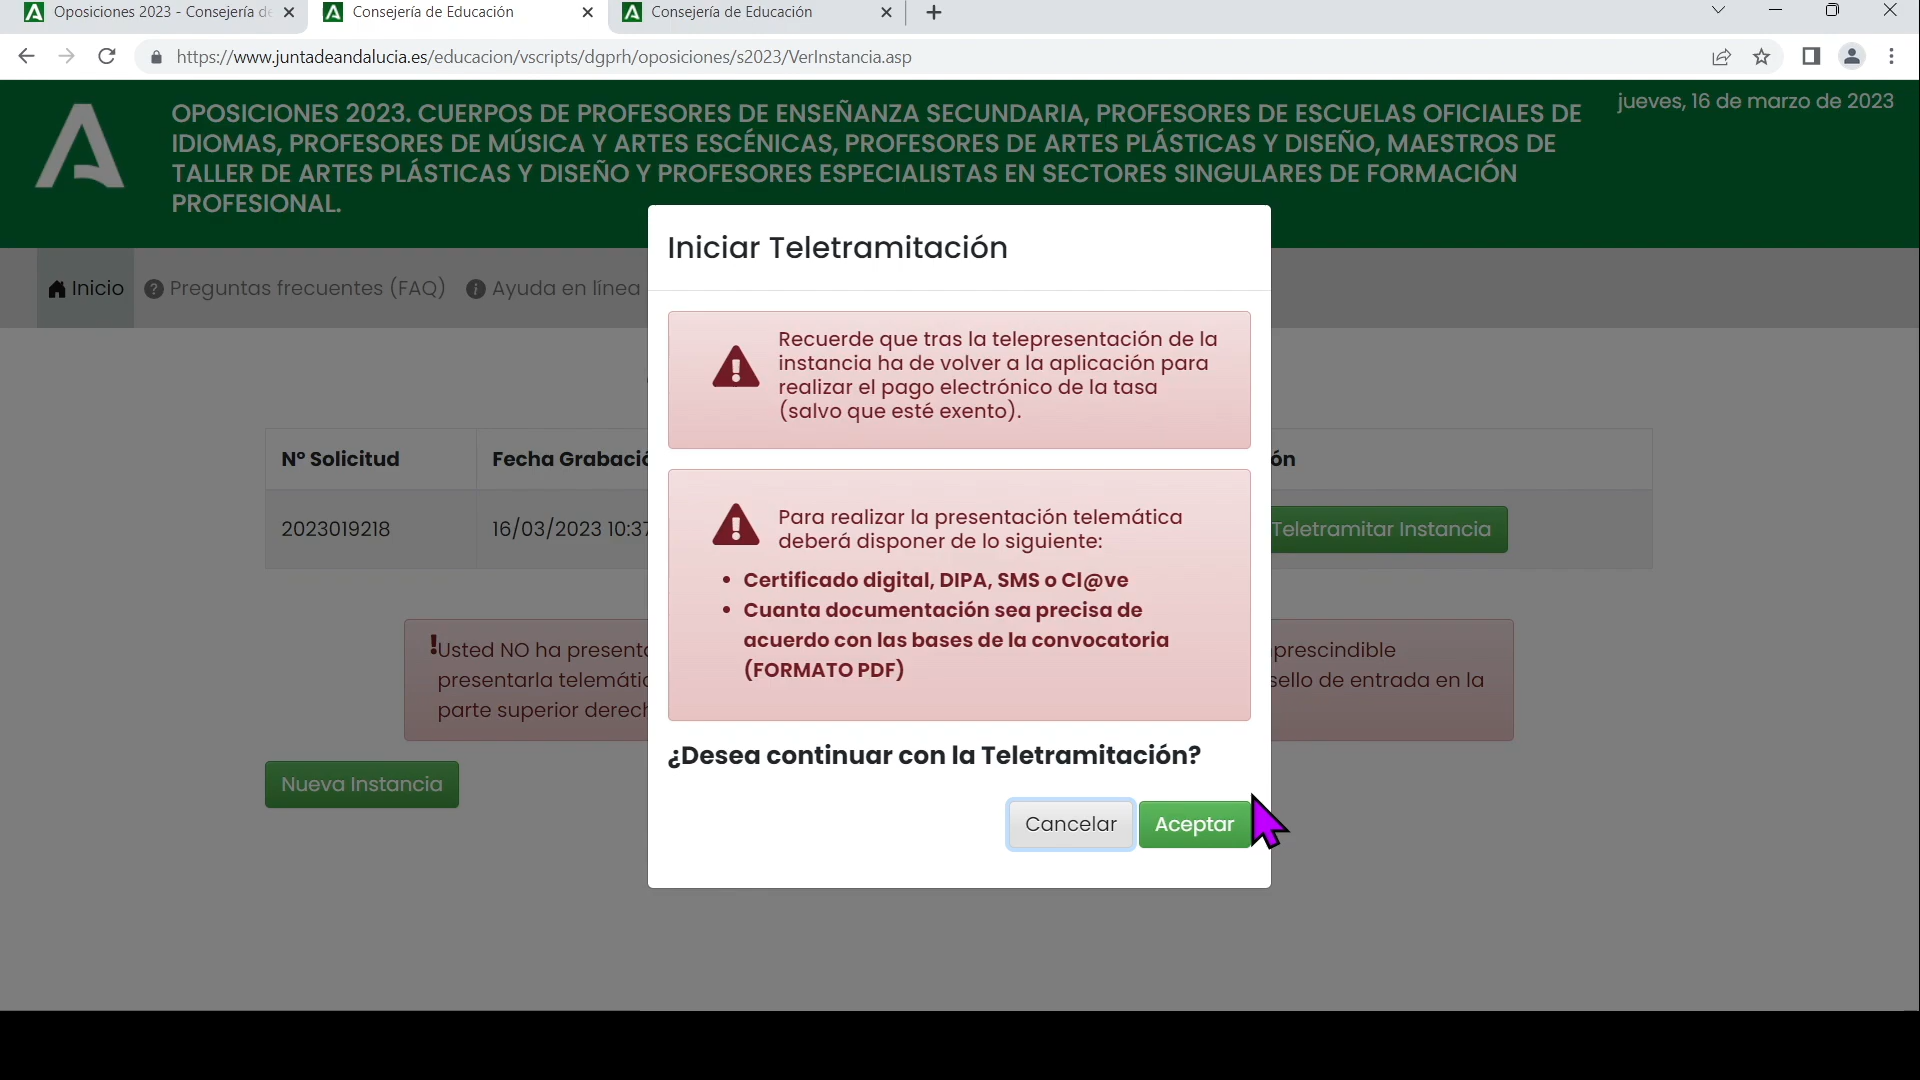 Oposiciones 2023 - Consejería de
Consejería de Educación
Consejería de Educación
https://www.juntadeandalucia.es/educacion/vscripts/dgprh/oposiciones/s2023/VerInstancia.asp
OPOSICIONES 2023. CUERPOS DE PROFESORES DE ENSEÑANZA SECUNDARIA, PROFESORES DE ESCUELAS OFICIALES DE
IDIOMAS, PROFESORES DE MÚSICA Y ARTES ESCÉNICAS, PROFESORES DE ARTES PLÁSTICAS Y DISEÑO, MAESTROS DE
TALLER DE ARTES PLÁSTICAS Y DISEÑO Y PROFESORES ESPECIALISTAS EN SECTORES SINGULARES DE FORMACIÓN
PROFESIONAL.
jueves, 16 de marzo de 2023
Inicio
Preguntas frecuentes (FAQ)
Ayuda en línea
Iniciar Teletramitación
Recuerde que tras la telepresentación de la
instancia ha de volver a la aplicación para
realizar el pago electrónico de la tasa
(salvo que esté exento).
Para realizar la presentación telemática
deberá disponer de lo siguiente:
• Certificado digital, DIPA, SMS o Cl@ve
• Cuanta documentación sea precisa de
acuerdo con las bases de la convocatoria
(FORMATO PDF)
¿Desea continuar con la Teletramitación?
Cancelar
Aceptar
Nº Solicitud
Fecha Grabació
ón
2023019218
16/03/2023 10:37
Teletramitar Instancia
!Usted NO ha present
prescindible
presentarla telemátic
sello de entrada en la
parte superior derech
Nueva Instancia